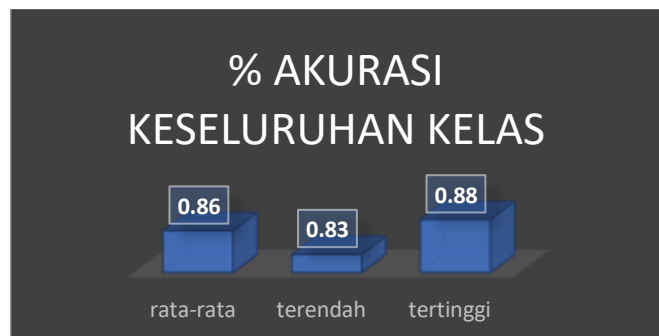 % AKURASI
KESELURUHAN KELAS
0.86
0.83
0.88
rata-rata
terendah
tertinggi